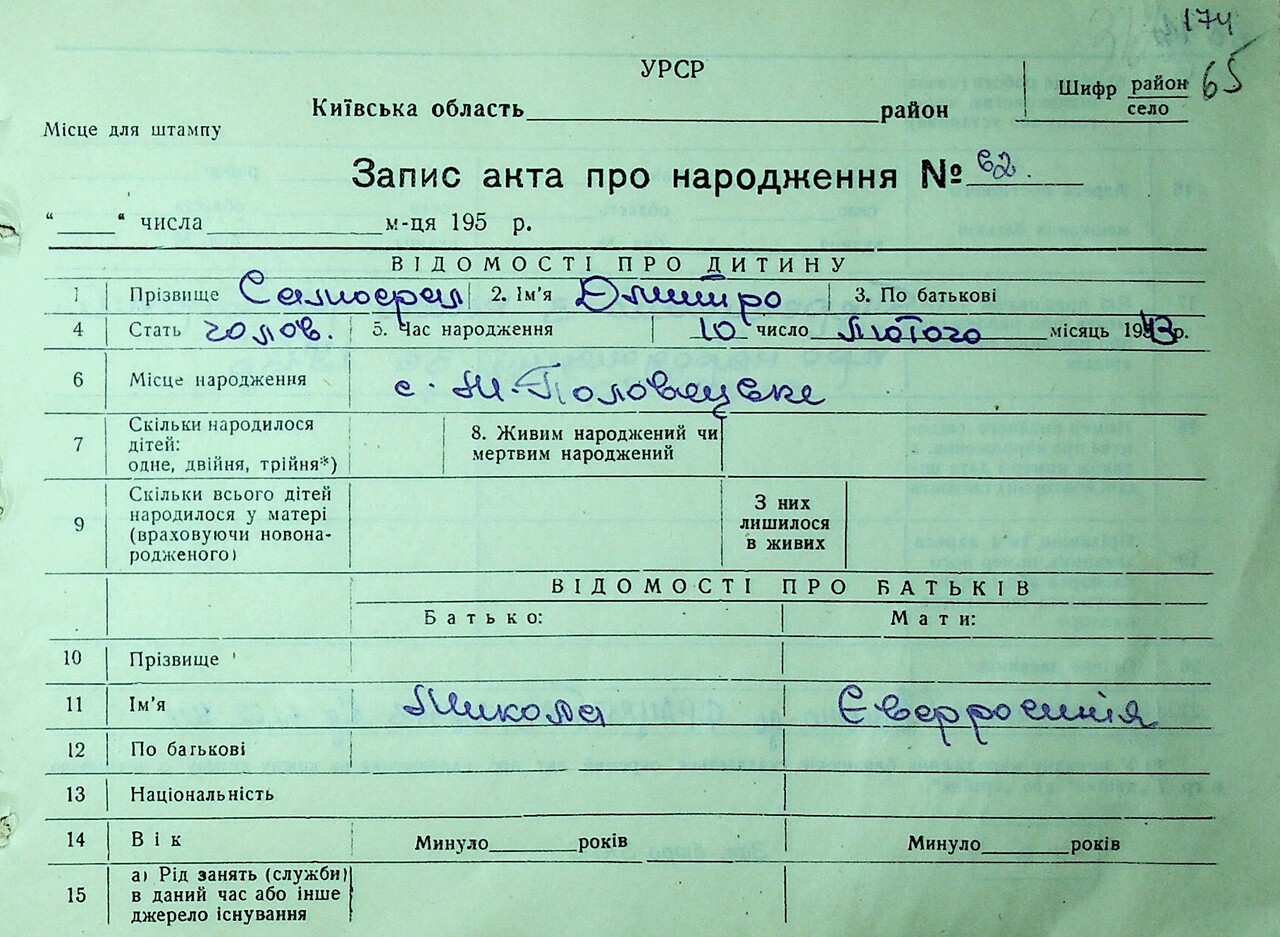 174
УРСР
Київська область район Шифр район 65
село
Місце для штампу
Запис акта про народження № 62.
“ “ числа м-ця 195 р.
ВІДОМОСТІ ПРО ДИТИНУ
1 Прізвище 2. Ім'я Дмитро 3. По батькові
4 Стать голов. 5. Час народження 10 число лютого місяць 1943 р.
6 Місце народження с. М-Половецьке
7 Скільки народилося дітей: одне, двійня, трійня*) 8. Живим народжений чи мертвим народжений
9 Скільки всього дітей народилося у матері (враховуючи новонародженого) З них лишилося в живих
ВІДОМОСТІ ПРО БАТЬКІВ
Батько: Мати:
10 Прізвище
11 Ім'я Микола Єверросинія
12 По батькові
13 Національність
14 Вік Минуло років Минуло років
15 а) Рід занять (служби) в даний час або інше джерело існування